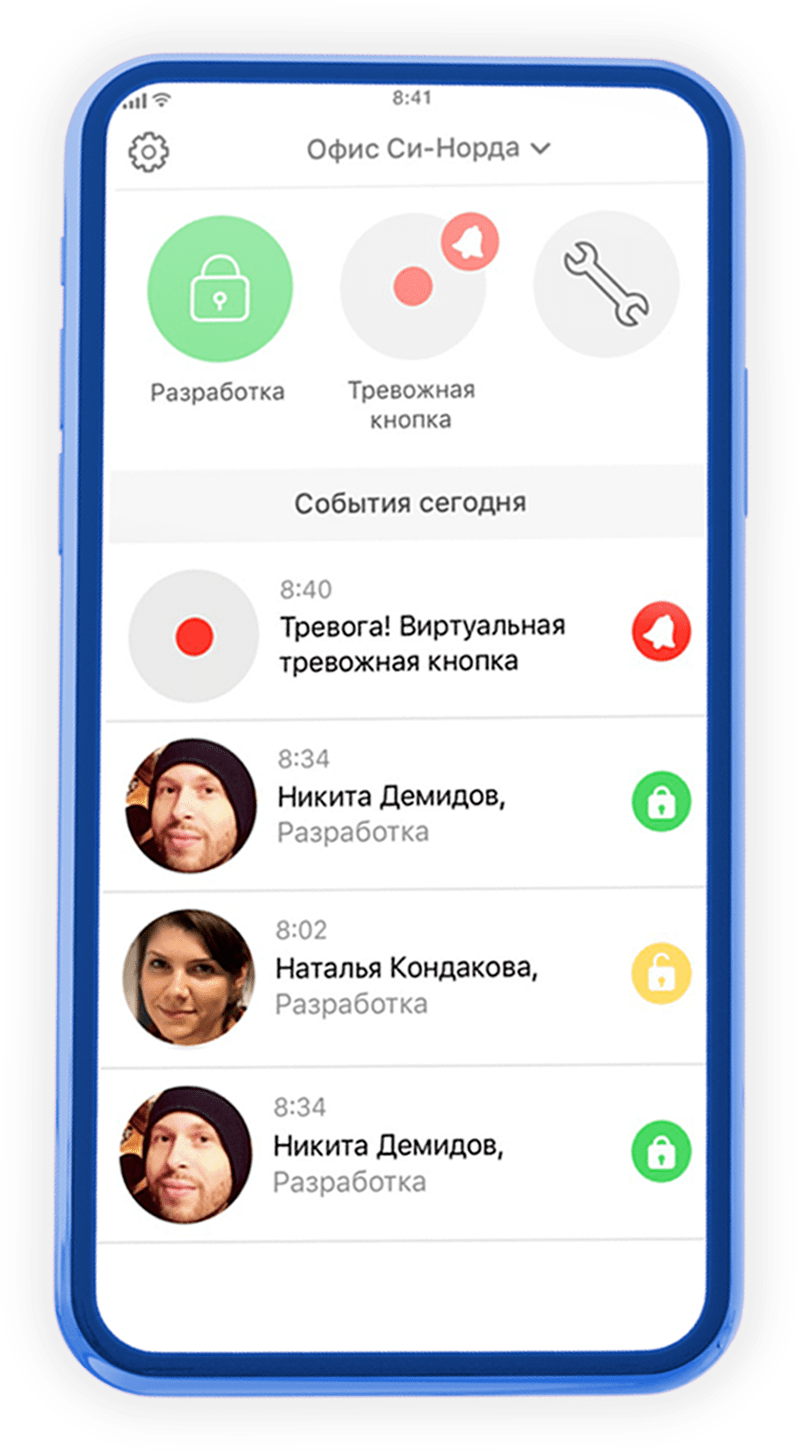 8:41
Офис Си-Норда
Разработка
Тревожная
кнопка
События сегодня
8:40
Тревога! Виртуальная
тревожная кнопка
8:34
Никита Демидов,
Разработка
8:02
Наталья Кондакова,
Разработка
8:34
Никита Демидов,
Разработка